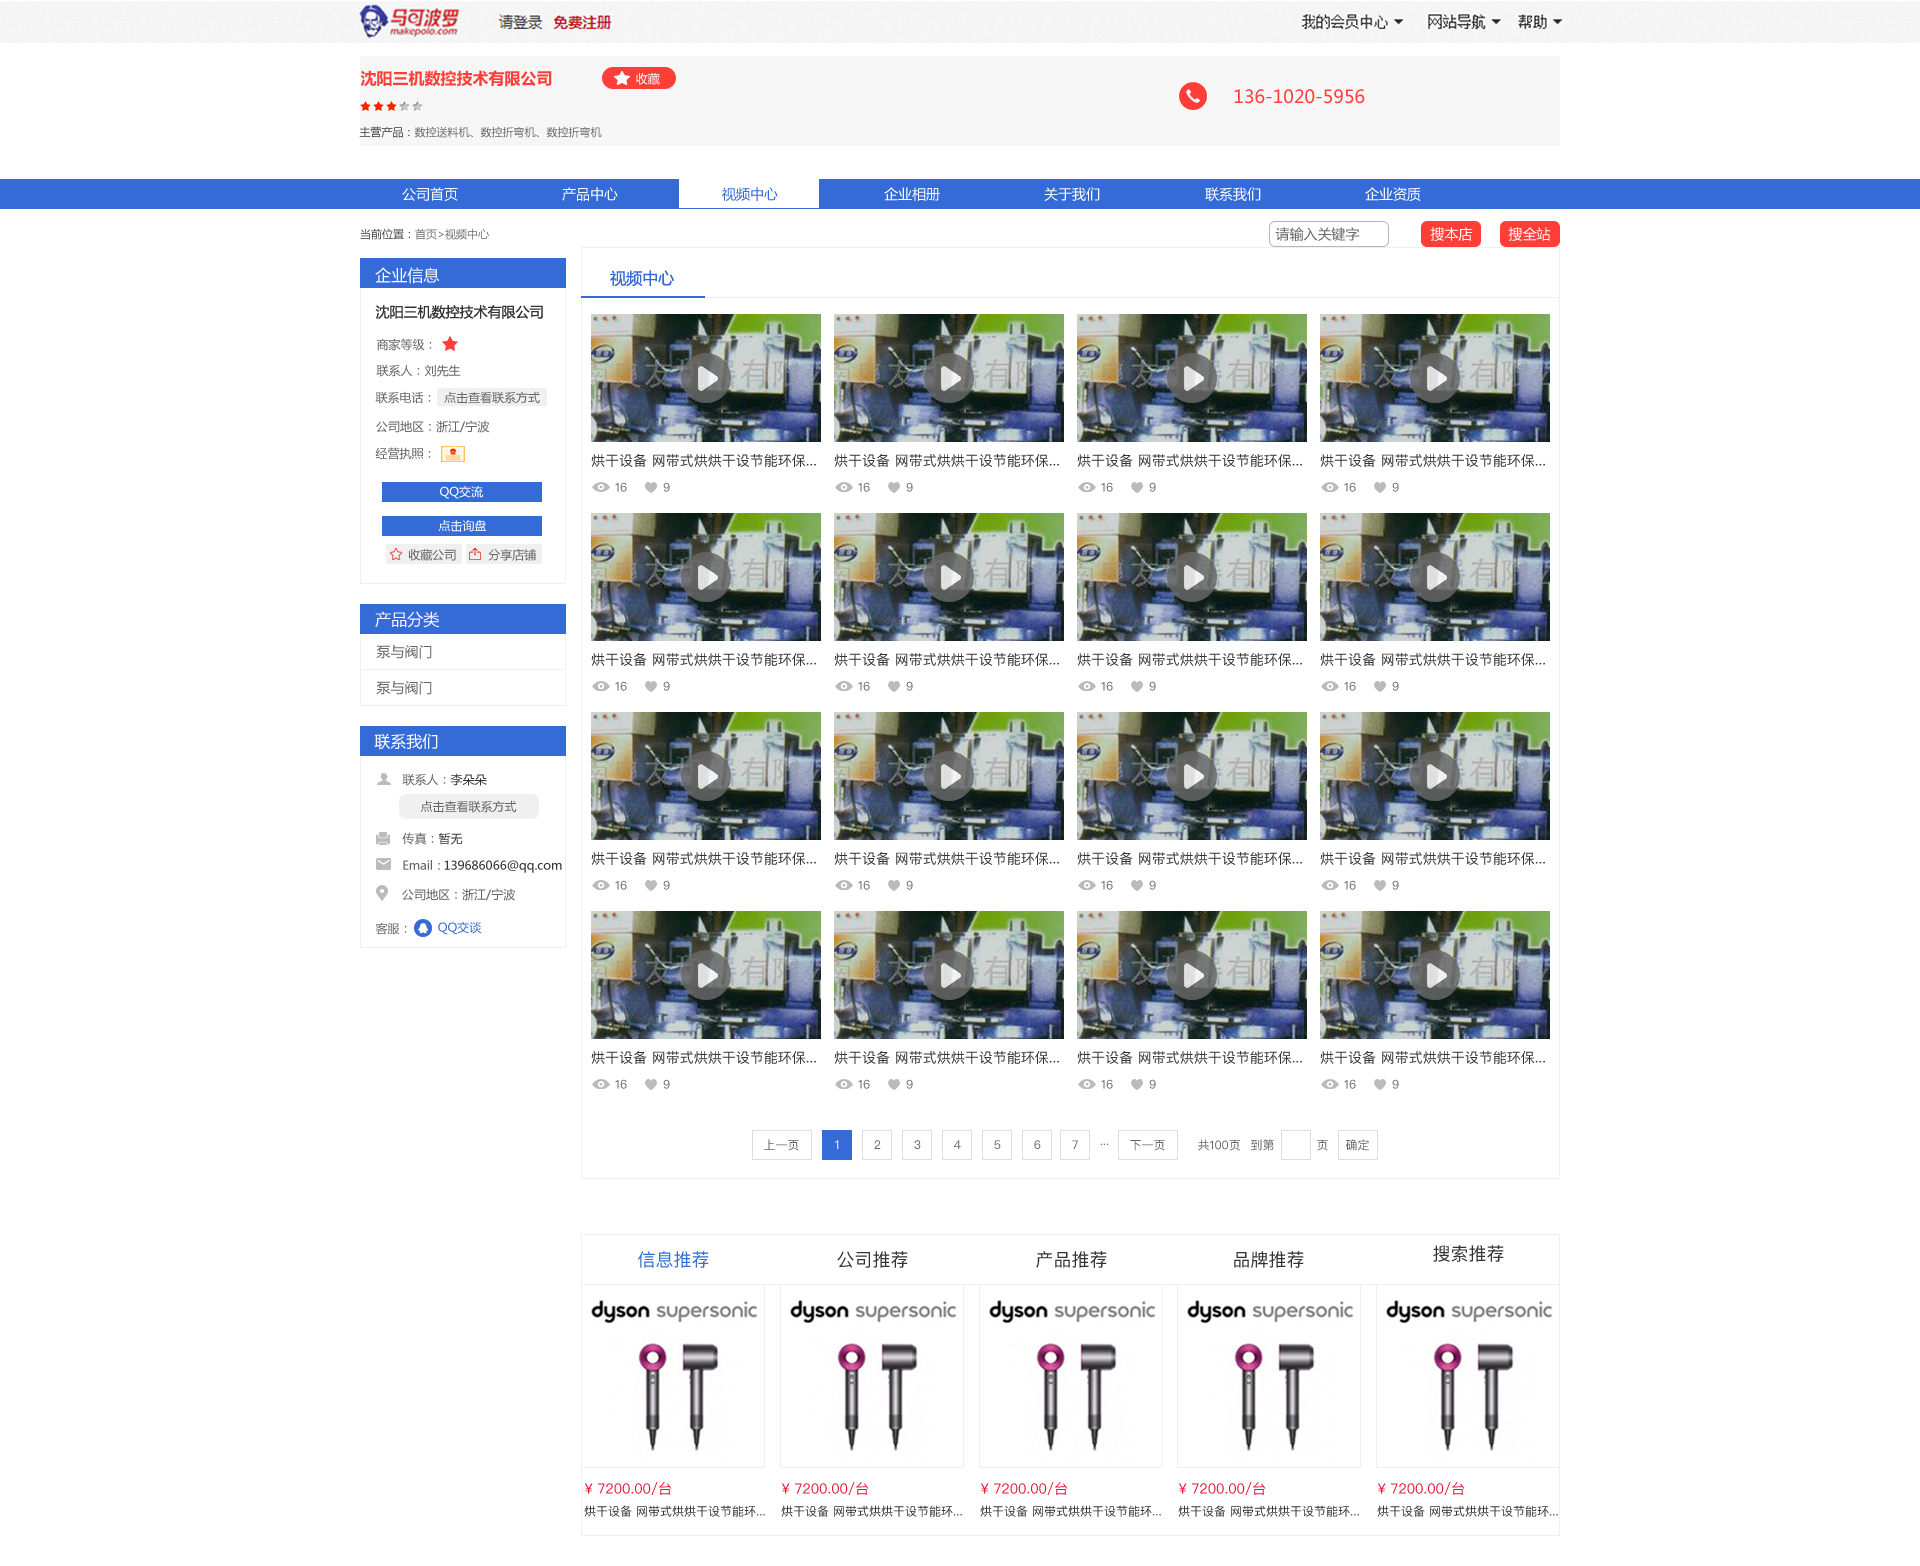 马可波罗
makepolo.com
请登录 免费注册
我的会员中心 网站导航 帮助
沈阳三机数控技术有限公司
收藏
136-1020-5956
主营产品：数控送料机、数控折弯机、数控折弯机
公司首页 产品中心 视频中心 企业相册 关于我们 联系我们 企业资质
当前位置：首页>视频中心
请输入关键字 搜本店 搜全站
企业信息
沈阳三机数控技术有限公司
商家等级：
联系人：刘先生
联系电话：点击查看联系方式
公司地区：浙江/宁波
经营执照：
QQ交流
点击询盘
收藏公司 分享店铺
产品分类
泵与阀门
泵与阀门
联系我们
联系人：李朵朵
点击查看联系方式
传真：暂无
Email：139686066@qq.com
公司地区：浙江/宁波
客服：QQ交谈
视频中心
烘干设备 网带式烘烘干设节能环保... 烘干设备 网带式烘烘干设节能环保... 烘干设备 网带式烘烘干设节能环保... 烘干设备 网带式烘烘干设节能环保...
16 9 16 9 16 9 16 9
烘干设备 网带式烘烘干设节能环保... 烘干设备 网带式烘烘干设节能环保... 烘干设备 网带式烘烘干设节能环保... 烘干设备 网带式烘烘干设节能环保...
16 9 16 9 16 9 16 9
烘干设备 网带式烘烘干设节能环保... 烘干设备 网带式烘烘干设节能环保... 烘干设备 网带式烘烘干设节能环保... 烘干设备 网带式烘烘干设节能环保...
16 9 16 9 16 9 16 9
烘干设备 网带式烘烘干设节能环保... 烘干设备 网带式烘烘干设节能环保... 烘干设备 网带式烘烘干设节能环保... 烘干设备 网带式烘烘干设节能环保...
16 9 16 9 16 9 16 9
上一页 1 2 3 4 5 6 7 ... 下一页 共100页 到第 页 确定
信息推荐 公司推荐 产品推荐 品牌推荐 搜索推荐
dyson supersonic dyson supersonic dyson supersonic dyson supersonic dyson supersonic
¥ 7200.00/台 ¥ 7200.00/台 ¥ 7200.00/台 ¥ 7200.00/台 ¥ 7200.00/台
烘干设备 网带式烘烘干设节能环... 烘干设备 网带式烘烘干设节能环... 烘干设备 网带式烘烘干设节能环... 烘干设备 网带式烘烘干设节能环... 烘干设备 网带式烘烘干设节能环...